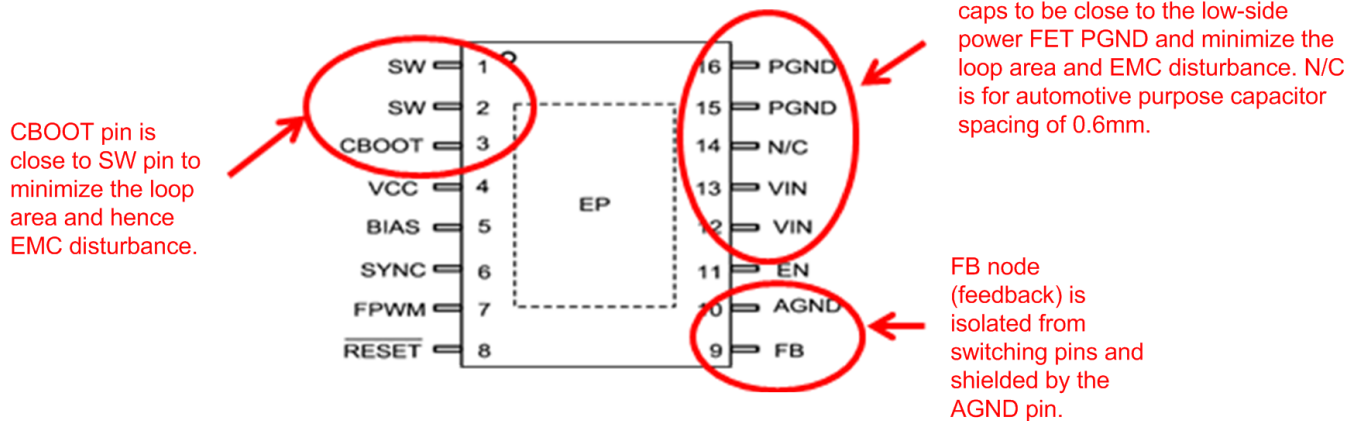 caps to be close to the low-side
power FET PGND and minimize the
loop area and EMC disturbance. N/C
is for automotive purpose capacitor
spacing of 0.6mm.
CBOOT pin is
close to SW pin to
minimize the loop
area and hence
EMC disturbance.
SW 1 16 PGND
SW 2 15 PGND
CBOOT 3 14 N/C
VCC 4 13 VIN
BIAS 5 12 VIN
SYNC 6 11 EN
FPWM 7 10 AGND
RESET 8 9 FB
EP
FB node
(feedback) is
isolated from
switching pins and
shielded by the
AGND pin.